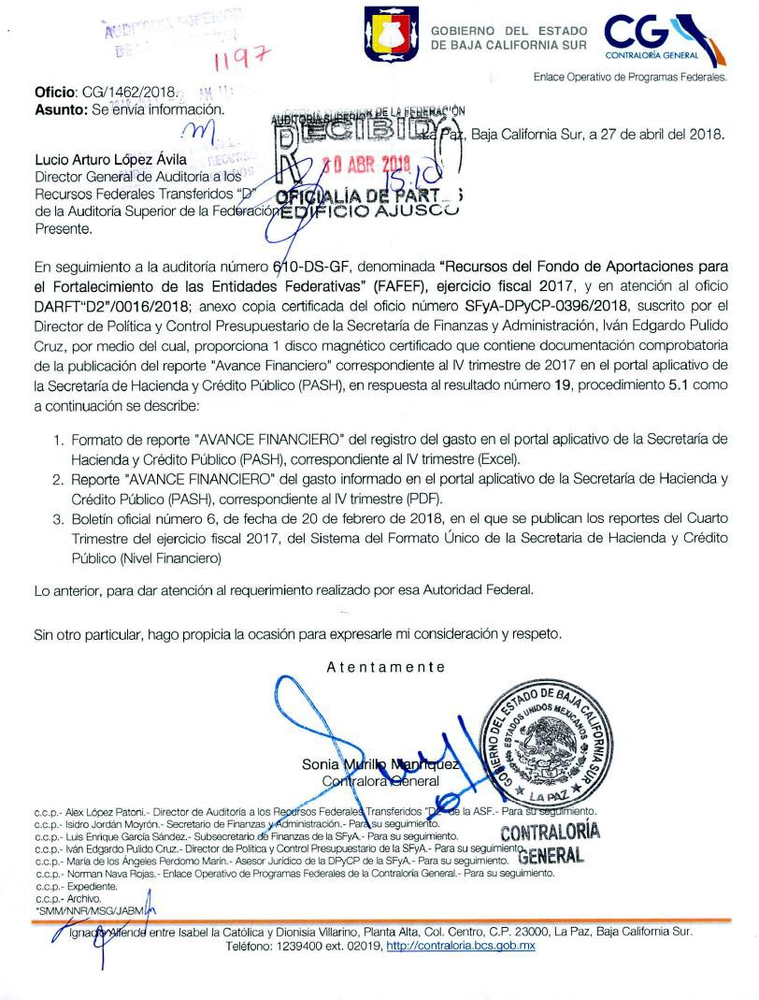 AUDITORÍA SUPERIOR
1197
GOBIERNO DEL ESTADO
DE BAJA CALIFORNIA SUR
CG
CONTRALORÍA GENERAL
Enlace Operativo de Programas Federales.
Oficio: CG/1462/2018.
Asunto: Se envía información.
AUDITORÍA SUPERIOR DE LA FEDERACIÓN
RECIBIDO
30 ABR 2018
15:10
OFICIALÍA DE PARTES
EDIFICIO AJUSCO
La Paz, Baja California Sur, a 27 de abril del 2018.
Lucio Arturo López Ávila
Director General de Auditoría a los
Recursos Federales Transferidos "D"
de la Auditoría Superior de la Federación
Presente.
En seguimiento a la auditoría número 610-DS-GF, denominada "Recursos del Fondo de Aportaciones para
el Fortalecimiento de las Entidades Federativas" (FAFEF), ejercicio fiscal 2017, y en atención al oficio
DARFT"D2"/0016/2018; anexo copia certificada del oficio número SFyA-DPyCP-0396/2018, suscrito por el
Director de Política y Control Presupuestario de la Secretaría de Finanzas y Administración, Iván Edgardo Pulido
Cruz, por medio del cual, proporciona 1 disco magnético certificado que contiene documentación comprobatoria
de la publicación del reporte "Avance Financiero" correspondiente al IV trimestre de 2017 en el portal aplicativo de
la Secretaría de Hacienda y Crédito Público (PASH), en respuesta al resultado número 19, procedimiento 5.1 como
a continuación se describe:
1. Formato de reporte "AVANCE FINANCIERO" del registro del gasto en el portal aplicativo de la Secretaría de
Hacienda y Crédito Público (PASH), correspondiente al IV trimestre (Excel).
2. Reporte "AVANCE FINANCIERO" del gasto informado en el portal aplicativo de la Secretaría de Hacienda y
Crédito Público (PASH), correspondiente al IV trimestre (PDF).
3. Boletín oficial número 6, de fecha de 20 de febrero de 2018, en el que se publican los reportes del Cuarto
Trimestre del ejercicio fiscal 2017, del Sistema del Formato Único de la Secretaria de Hacienda y Crédito
Público (Nivel Financiero)
Lo anterior, para dar atención al requerimiento realizado por esa Autoridad Federal.
Sin otro particular, hago propicia la ocasión para expresarle mi consideración y respeto.
Atentamente
Sonia Murillo Manríquez
Contralora General
GOBIERNO DEL ESTADO DE BAJA CALIFORNIA SUR
ESTADOS UNIDOS MEXICANOS
LA PAZ
CONTRALORÍA
GENERAL
c.c.p.- Alex López Patoni.- Director de Auditoría a los Recursos Federales Transferidos "D2" de la ASF.- Para su seguimiento.
c.c.p.- Isidro Jordán Moyrón.- Secretario de Finanzas y Administración.- Para su seguimiento.
c.c.p.- Luis Enrique García Sández.- Subsecretario de Finanzas de la SFyA.- Para su seguimiento.
c.c.p.- Iván Edgardo Pulido Cruz.- Director de Política y Control Presupuestario de la SFyA.- Para su seguimiento.
c.c.p.- María de los Ángeles Perdomo Marín.- Asesor Jurídico de la DPyCP de la SFyA.- Para su seguimiento.
c.c.p.- Norman Nava Rojas.- Enlace Operativo de Programas Federales de la Contraloría General.- Para su seguimiento.
c.c.p.- Expediente.
c.c.p.- Archivo.
*SMM/NNR/MSG/JABM
Ignacio Allende entre Isabel la Católica y Dionisia Villarino, Planta Alta, Col. Centro, C.P. 23000, La Paz, Baja California Sur.
Teléfono: 1239400 ext. 02019, http://contraloria.bcs.gob.mx